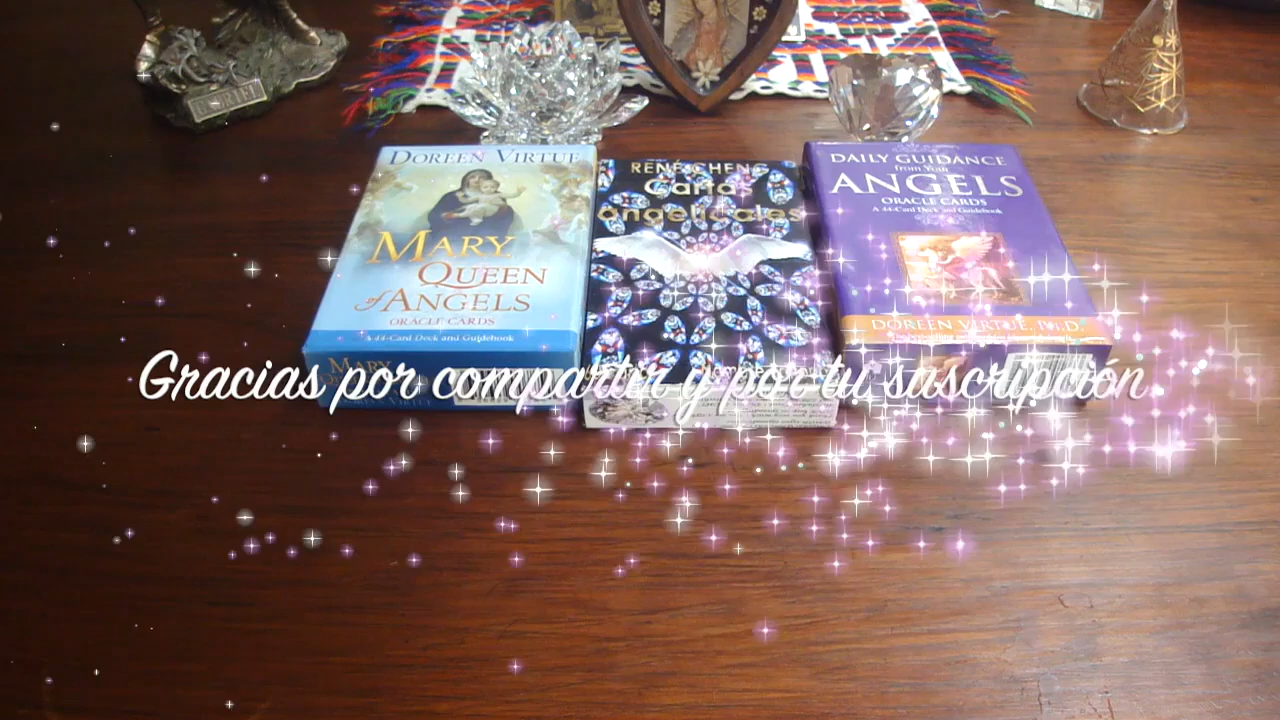 DOREEN VIRTUE
MARY,
QUEEN
of ANGELS
ORACLE CARDS
A 44-Card Deck and Guidebook
MARY
RENÉ CHENG
Cartas
angelicales
DAILY GUIDANCE
from Your
ANGELS
ORACLE CARDS
A 44-Card Deck and Guidebook
DOREEN VIRTUE, Ph.D.
Gracias por compartir y por tu suscripción